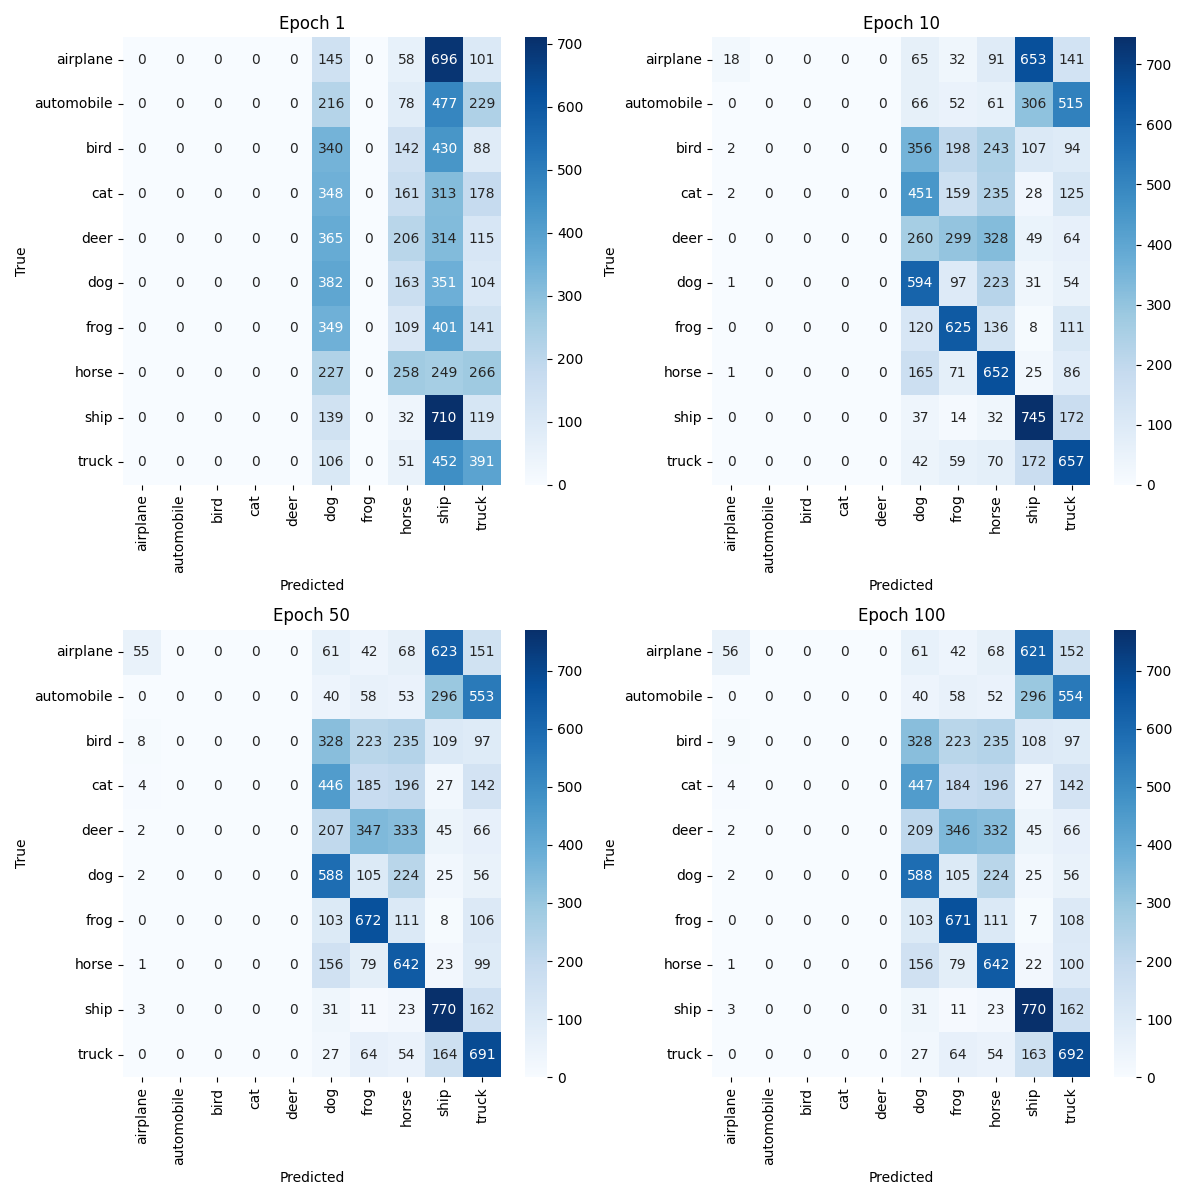 Epoch 1
airplane 0 0 0 0 0 145 0 58 696 101
automobile 0 0 0 0 0 216 0 78 477 229
bird 0 0 0 0 0 340 0 142 430 88
cat 0 0 0 0 0 348 0 161 313 178
deer 0 0 0 0 0 365 0 206 314 115
dog 0 0 0 0 0 382 0 163 351 104
frog 0 0 0 0 0 349 0 109 401 141
horse 0 0 0 0 0 227 0 258 249 266
ship 0 0 0 0 0 139 0 32 710 119
truck 0 0 0 0 0 106 0 51 452 391
True
airplane automobile bird cat deer dog frog horse ship truck
Predicted
700
600
500
400
300
200
100
0
Epoch 10
airplane 18 0 0 0 0 65 32 91 653 141
automobile 0 0 0 0 0 66 52 61 306 515
bird 2 0 0 0 0 356 198 243 107 94
cat 2 0 0 0 0 451 159 235 28 125
deer 0 0 0 0 0 260 299 328 49 64
dog 1 0 0 0 0 594 97 223 31 54
frog 0 0 0 0 0 120 625 136 8 111
horse 1 0 0 0 0 165 71 652 25 86
ship 0 0 0 0 0 37 14 32 745 172
truck 0 0 0 0 0 42 59 70 172 657
True
airplane automobile bird cat deer dog frog horse ship truck
Predicted
700
600
500
400
300
200
100
0
Epoch 50
airplane 55 0 0 0 0 61 42 68 623 151
automobile 0 0 0 0 0 40 58 53 296 553
bird 8 0 0 0 0 328 223 235 109 97
cat 4 0 0 0 0 446 185 196 27 142
deer 2 0 0 0 0 207 347 333 45 66
dog 2 0 0 0 0 588 105 224 25 56
frog 0 0 0 0 0 103 672 111 8 106
horse 1 0 0 0 0 156 79 642 23 99
ship 3 0 0 0 0 31 11 23 770 162
truck 0 0 0 0 0 27 64 54 164 691
True
airplane automobile bird cat deer dog frog horse ship truck
Predicted
700
600
500
400
300
200
100
0
Epoch 100
airplane 56 0 0 0 0 61 42 68 621 152
automobile 0 0 0 0 0 40 58 52 296 554
bird 9 0 0 0 0 328 223 235 108 97
cat 4 0 0 0 0 447 184 196 27 142
deer 2 0 0 0 0 209 346 332 45 66
dog 2 0 0 0 0 588 105 224 25 56
frog 0 0 0 0 0 103 671 111 7 108
horse 1 0 0 0 0 156 79 642 22 100
ship 3 0 0 0 0 31 11 23 770 162
truck 0 0 0 0 0 27 64 54 163 692
True
airplane automobile bird cat deer dog frog horse ship truck
Predicted
700
600
500
400
300
200
100
0